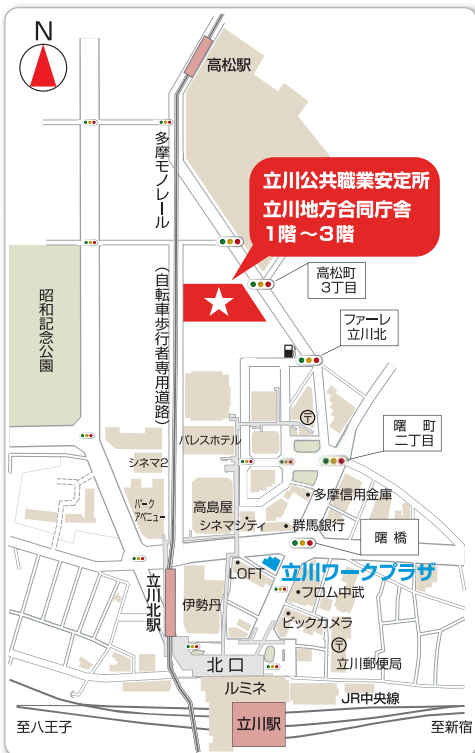 N
高松駅
多摩モノレール
(自転車歩行者専用道路)
立川公共職業安定所
立川地方合同庁舎
1階～3階
高松町
3丁目
昭和記念公園
ファーレ
立川北
〒
曙 町
二丁目
パレスホテル
シネマ2
パーク
アベニュー
高島屋
シネマシティ
多摩信用金庫
群馬銀行
曙 橋
立川北駅
LOFT
立川ワークプラザ
伊勢丹
フロム中武
ビックカメラ
〒
立川郵便局
北口
ルミネ
JR中央線
至八王子
立川駅
至新宿